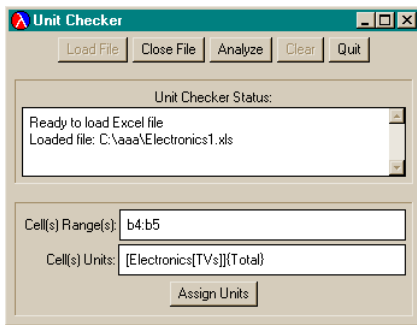 Unit Checker
Load File Close File Analyze Clear Quit
Unit Checker Status:
Ready to load Excel file
Loaded file: C:\aaa\Electronics1.xls
Cell(s) Range(s): b4:b5
Cell(s) Units: [Electronics[TVs]]{Total}
Assign Units